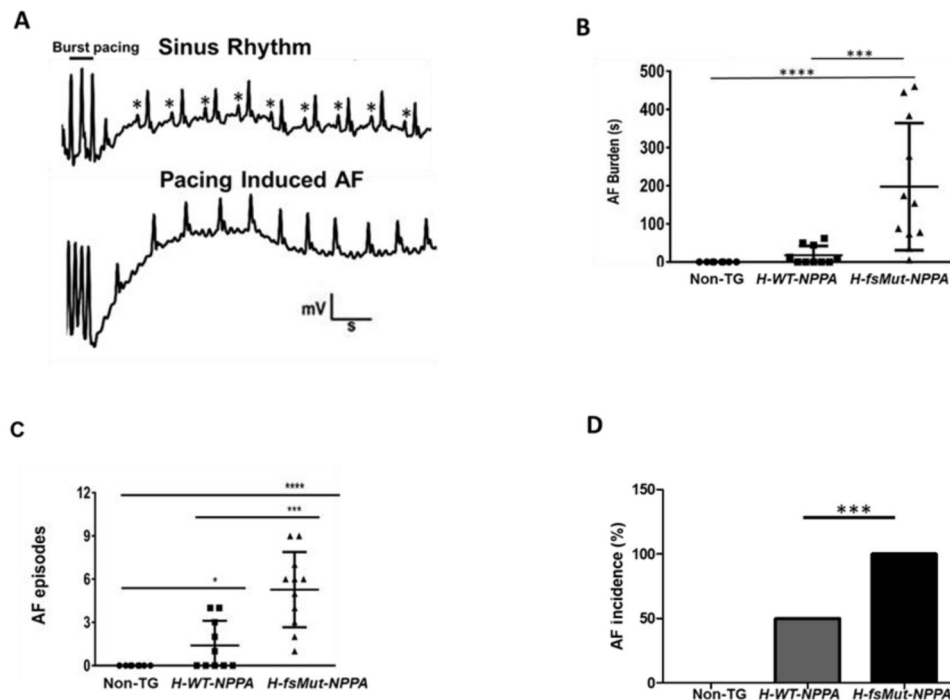 A
Burst pacing Sinus Rhythm
* * * * * * * * *
Pacing Induced AF
mV
s
B
***
****
500
400
300
200
100
0
AF Burden (s)
Non-TG H-WT-NPPA H-fsMut-NPPA
C
****
***
*
12
9
6
3
0
AF episodes
Non-TG H-WT-NPPA H-fsMut-NPPA
D
***
150
100
50
0
AF incidence (%)
Non-TG H-WT-NPPA H-fsMut-NPPA